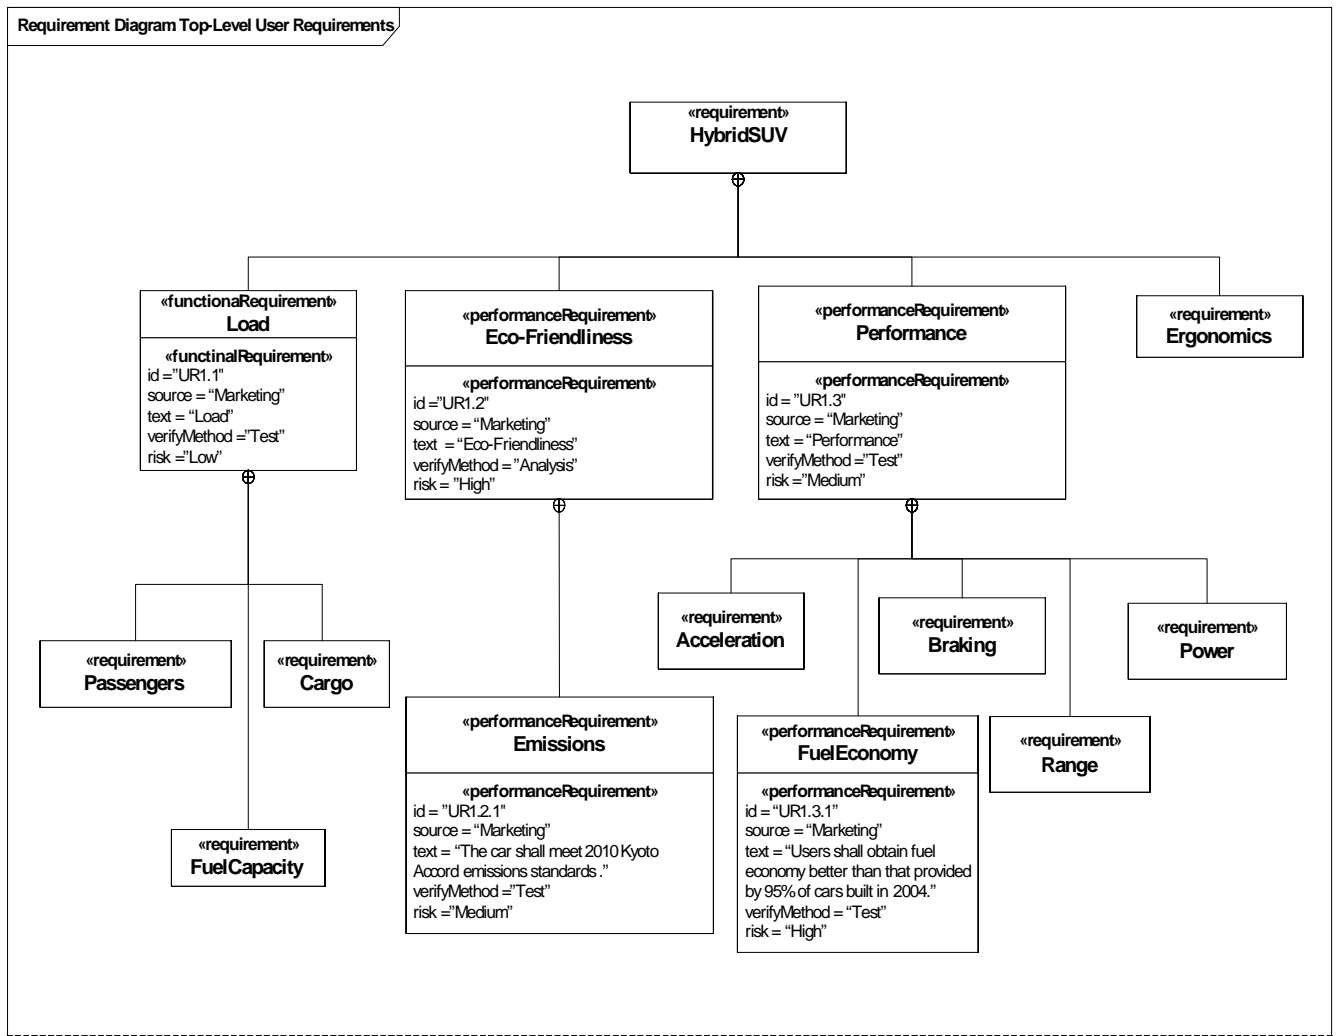 Requirement Diagram Top-Level User Requirements
«requirement»
HybridSUV
«functionaRequirement»
Load
«functinalRequirement»
id ="UR1.1"
source = “Marketing”
text = “Load”
verifyMethod =”Test”
risk =”Low”
«performanceRequirement»
Eco-Friendliness
«performanceRequirement»
id =”UR1.2"
source = “Marketing”
text = “Eco-Friendliness”
verifyMethod = ”Analysis”
risk = ”High”
«performanceRequirement»
Performance
«performanceRequirement»
id = ”UR1.3"
source = “Marketing”
text = “Performance”
verifyMethod =”Test”
risk =”Medium”
«requirement»
Ergonomics
«requirement»
Passengers
«requirement»
Cargo
«requirement»
FuelCapacity
«performanceRequirement»
Emissions
«performanceRequirement»
id = ”UR1.2.1"
source = “Marketing”
text = “The car shall meet 2010 Kyoto
Accord emissions standards .”
verifyMethod =”Test”
risk =”Medium”
«requirement»
Acceleration
«performanceRequirement»
FuelEconomy
«performanceRequirement»
id = “UR1.3.1"
source = “Marketing”
text = “Users shall obtain fuel
economy better than that provided
by 95% of cars built in 2004.”
verifyMethod = “Test”
risk = “High”
«requirement»
Braking
«requirement»
Range
«requirement»
Power